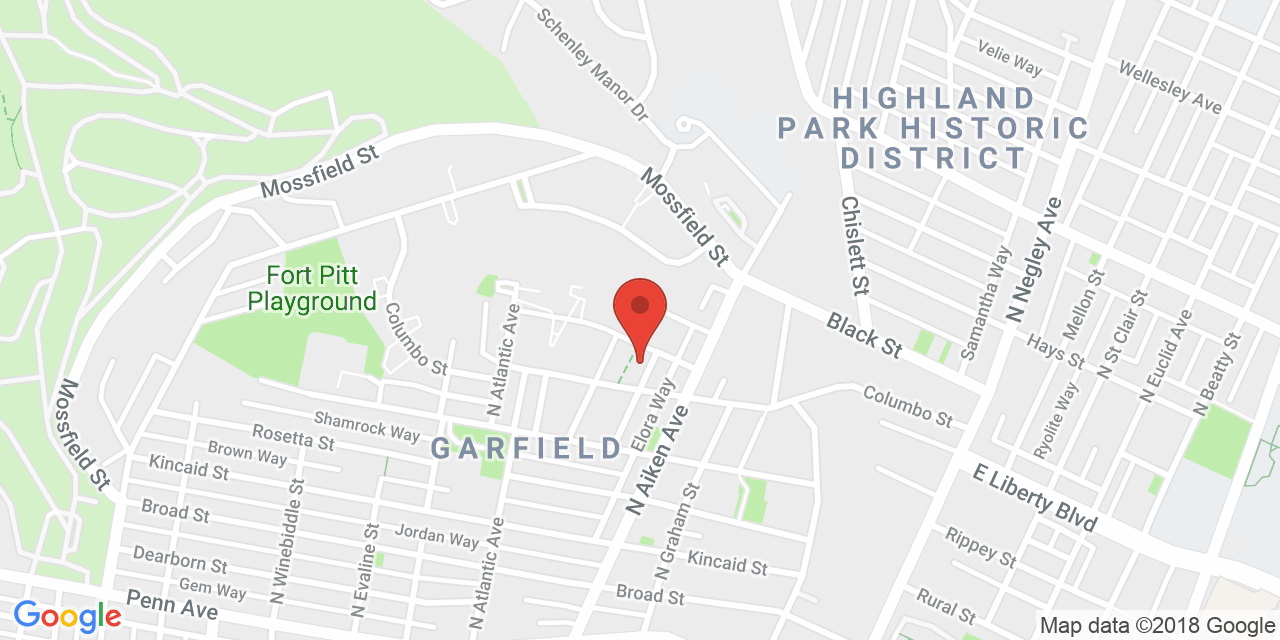 Schenley Manor Dr
Velie Way
Wellesley Ave
HIGHLAND
PARK HISTORIC
DISTRICT
Mossfield St
Mossfield St
Chislett St
N Negley Ave
Samantha Way
Fort Pitt
Playground
Mellon St
N St Clair St
N Euclid Ave
N Beatty St
Columbo St
N Atlantic Ave
Black St
Hays St
Mossfield St
Elora Way
Columbo St
Ryolite Way
Shamrock Way
Rosetta St
GARFIELD
N Aiken Ave
Brown Way
Kincaid St
E Liberty Blvd
N Winebiddle St
Broad St
N Evaline St
Jordan Way
N Atlantic Ave
N Graham St
Kincaid St
Rippey St
Dearborn St
Gem Way
Penn Ave
Broad St
Rural St
Google
Map data ©2018 Google